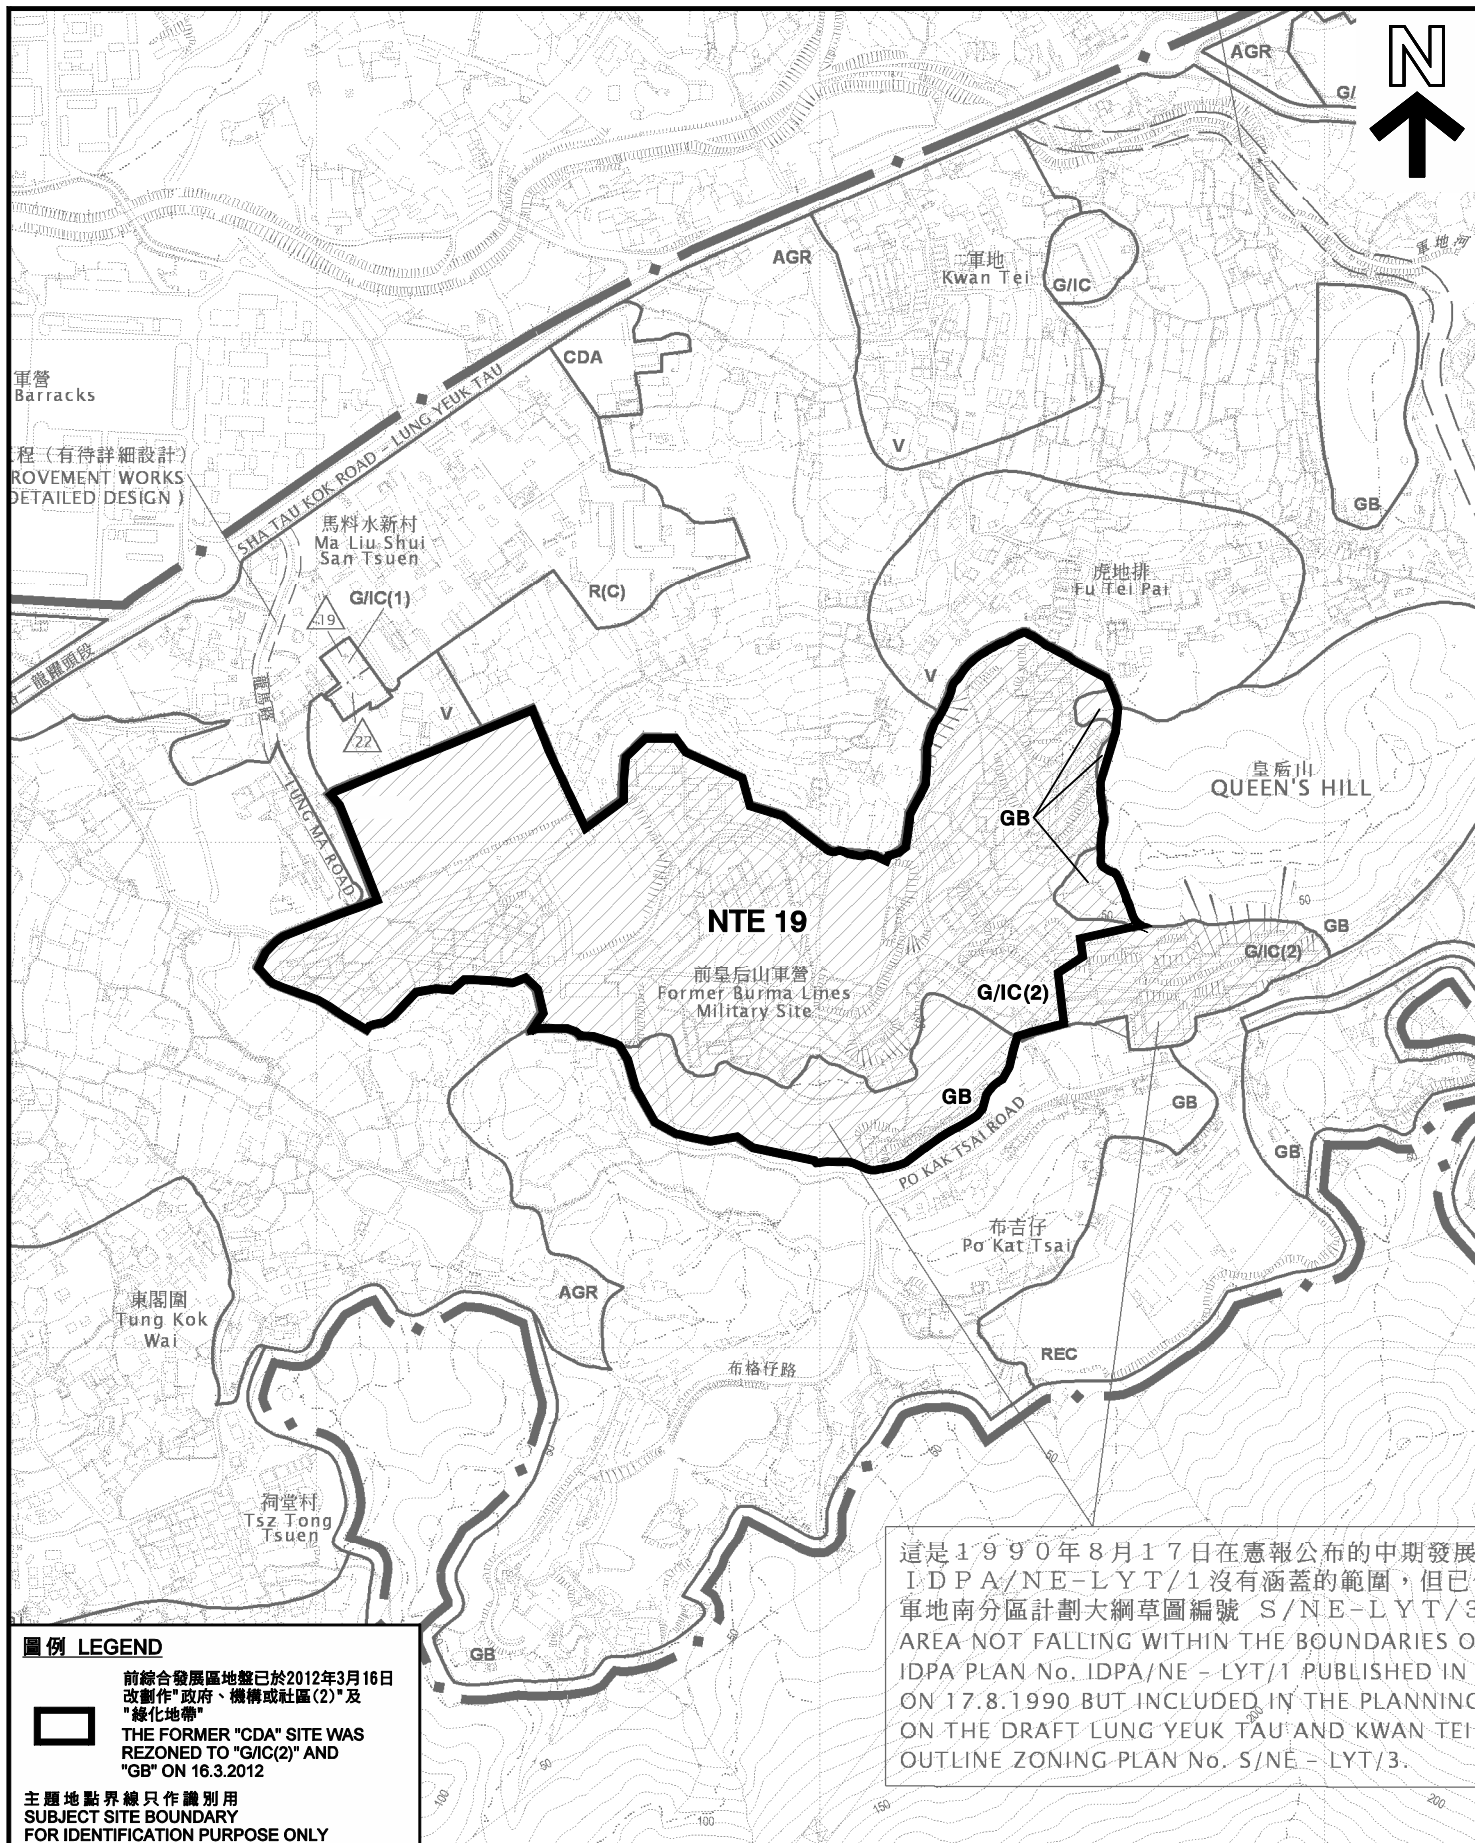 N
AGR
G/
AGR
軍地
Kwan Tei
G/IC
軍地河
CDA
軍營
Barracks
V
程（有待詳細設計）
ROVEMENT WORKS
DETAILED DESIGN )
SHA TAU KOK ROAD - LUNG YEUK TAU
GB
馬料水新村
Ma Liu Shui
San Tsuen
虎地排
Fu Tei Pai
G/IC(1)
R(C)
19
一龍躍頭段
龍馬路
V
V
22
皇后山
QUEEN'S HILL
LUNG MA ROAD
GB
NTE 19
50
50
GB
G/IC(2)
前皇后山軍營
Former Burma Lines
Military Site
G/IC(2)
GB
GB
PO KAK TSAI ROAD
GB
布吉仔
Po Kat Tsai
東閣圍
Tung Kok
Wai
AGR
REC
布格仔路
50
50
50
祠堂村
Tsz Tong
Tsuen
GB
50
這是1990年8月17日在憲報公布的中期發展
IDPA/NE-LYT/1沒有涵蓋的範圍，但已
軍地南分區計劃大綱草圖編號 S/NE-LYT/3
AREA NOT FALLING WITHIN THE BOUNDARIES O
IDPA PLAN No. IDPA/NE - LYT/1 PUBLISHED IN
ON 17.8.1990 BUT INCLUDED IN THE PLANNING
ON THE DRAFT LUNG YEUK TAU AND KWAN TEI
OUTLINE ZONING PLAN No. S/NE - LYT/3.
200
50
100
100
150
200
圖例 LEGEND
前綜合發展區地盤已於2012年3月16日
改劃作"政府、機構或社區(2)"及
"綠化地帶"
THE FORMER "CDA" SITE WAS
REZONED TO "G/IC(2)" AND
"GB" ON 16.3.2012
主題地點界線只作識別用
SUBJECT SITE BOUNDARY
FOR IDENTIFICATION PURPOSE ONLY